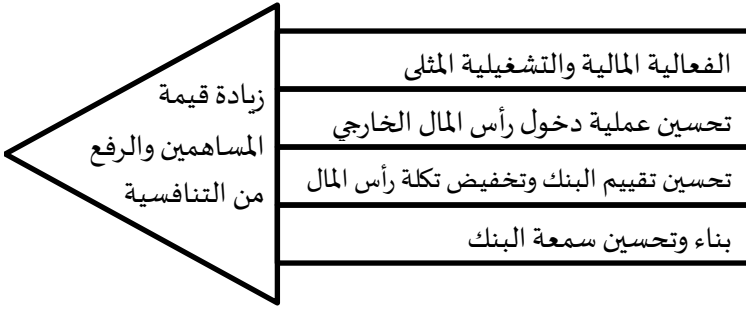 الفعالية المالية والتشغيلية المثلى
تحسين عملية دخول رأس المال الخارجي
تحسين تقييم البنك وتخفيض تكلة رأس المال
بناء وتحسين سمعة البنك
زيادة قيمة
المساهمين والرفع
من التنافسية